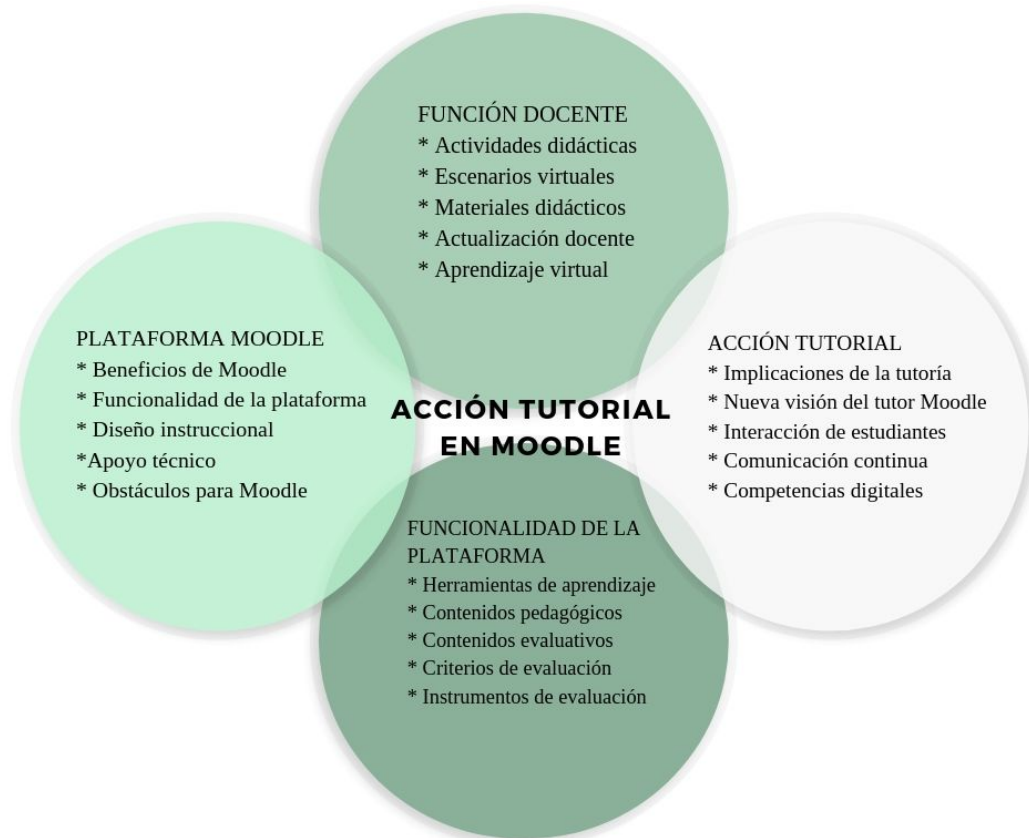 FUNCIÓN DOCENTE
* Actividades didácticas
* Escenarios virtuales
* Materiales didácticos
* Actualización docente
* Aprendizaje virtual
PLATAFORMA MOODLE
* Beneficios de Moodle
* Funcionalidad de la plataforma
* Diseño instruccional
*Apoyo técnico
* Obstáculos para Moodle
ACCIÓN TUTORIAL
EN MOODLE
ACCIÓN TUTORIAL
* Implicaciones de la tutoría
* Nueva visión del tutor Moodle
* Interacción de estudiantes
* Comunicación continua
* Competencias digitales
FUNCIONALIDAD DE LA
PLATAFORMA
* Herramientas de aprendizaje
* Contenidos pedagógicos
* Contenidos evaluativos
* Criterios de evaluación
* Instrumentos de evaluación